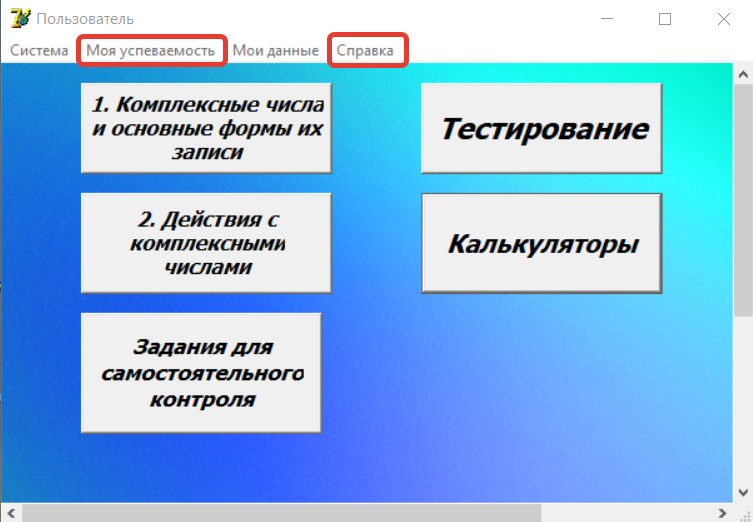 Пользователь
Система Моя успеваемость Мои данные Справка
1. Комплексные числа
и основные формы их
записи
Тестирование
2. Действия с
комплексными
числами
Калькуляторы
Задания для
самостоятельного
контроля